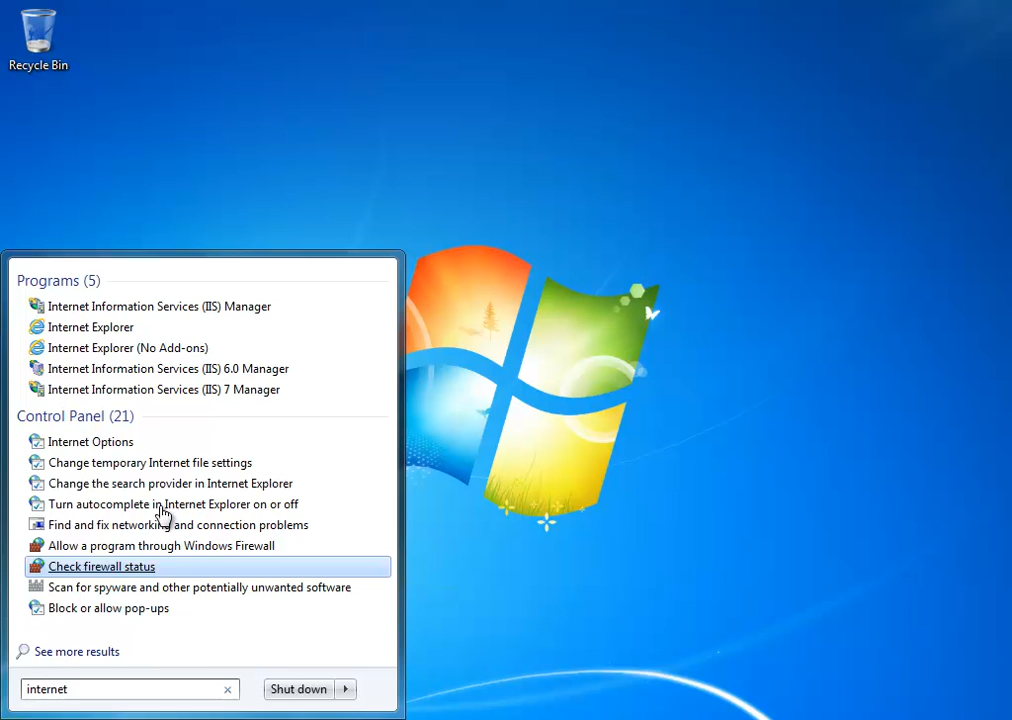 Recycle Bin
Programs (5)
Internet Information Services (IIS) Manager
Internet Explorer
Internet Explorer (No Add-ons)
Internet Information Services (IIS) 6.0 Manager
Internet Information Services (IIS) 7 Manager
Control Panel (21)
Internet Options
Change temporary Internet file settings
Change the search provider in Internet Explorer
Turn autocomplete in Internet Explorer on or off
Find and fix networking and connection problems
Allow a program through Windows Firewall
Check firewall status
Scan for spyware and other potentially unwanted software
Block or allow pop-ups
See more results
internet
Shut down